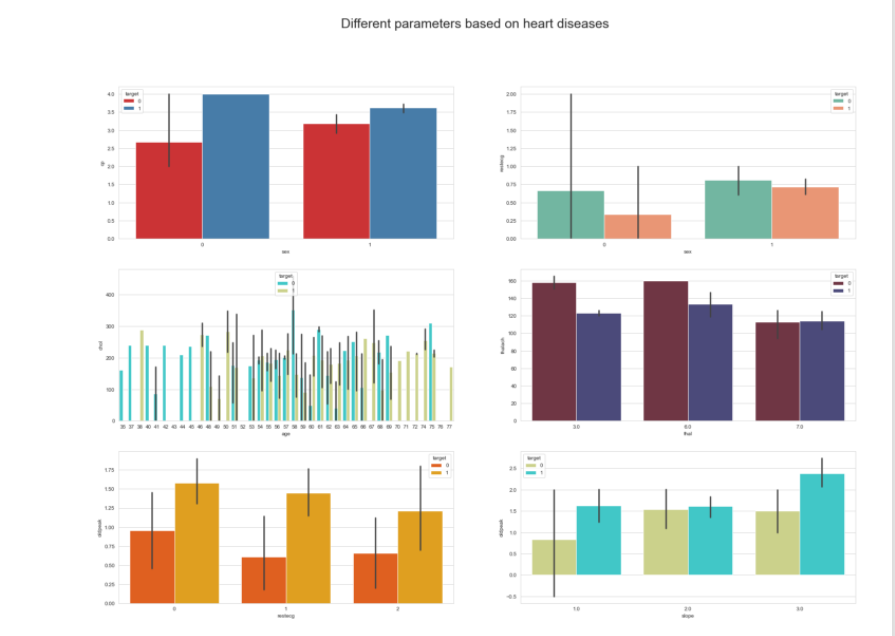 Different parameters based on heart diseases
target
0
1
cp
4.0
3.5
3.0
2.5
2.0
1.5
1.0
0.5
0.0
0 1
sex
target
0
1
restecg
2.00
1.75
1.50
1.25
1.00
0.75
0.50
0.25
0.00
0 1
sex
target
0
1
chol
400
300
200
100
0
age
target
0
1
thalach
160
140
120
100
80
60
40
20
0
3.0 6.0 7.0
thal
target
0
1
oldpeak
1.75
1.50
1.25
1.00
0.75
0.50
0.25
0.00
0 1 2
restecg
target
0
1
oldpeak
2.5
2.0
1.5
1.0
0.5
0.0
−0.5
1.0 2.0 3.0
slope